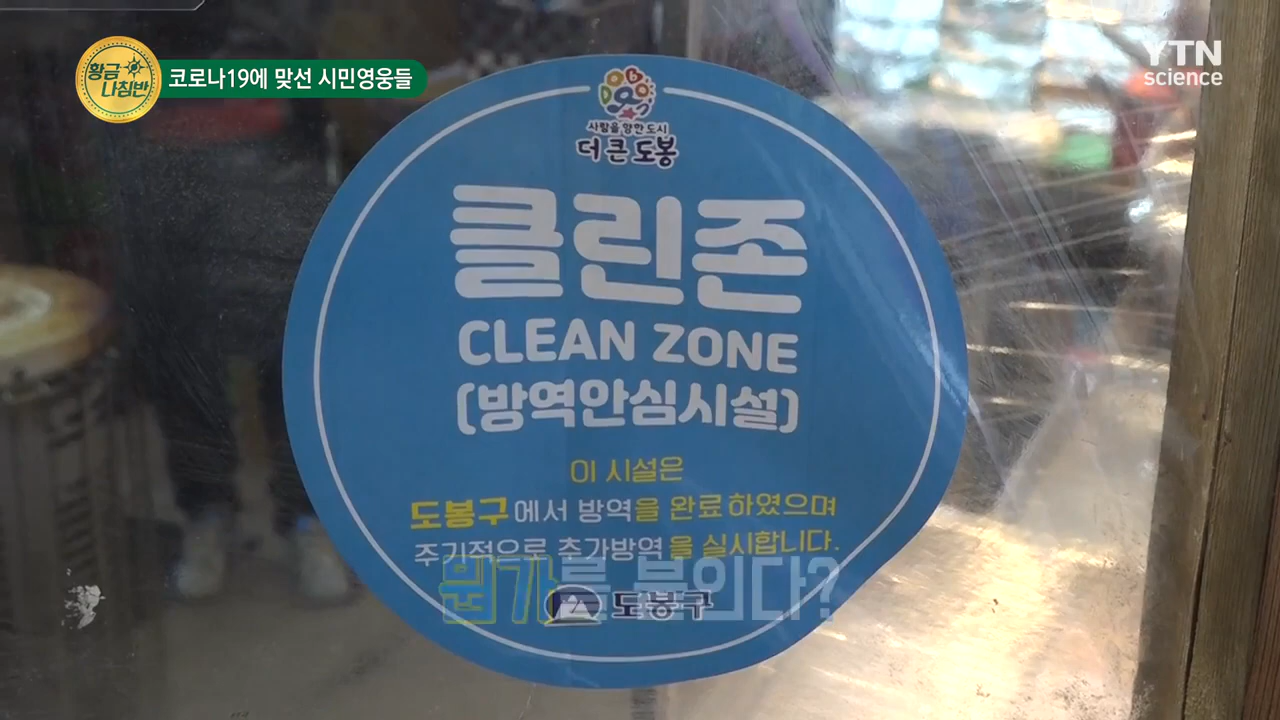 황금
나침반
코로나19에 맞선 시민영웅들
YTN
science
사람을 향한 도시
더 큰 도봉
클린존
CLEAN ZONE
(방역안심시설)
이 시설은
도봉구에서 방역을 완료하였으며
주기적으로 추가방역을 실시합니다.
뭔가를 붙인다?
도봉구